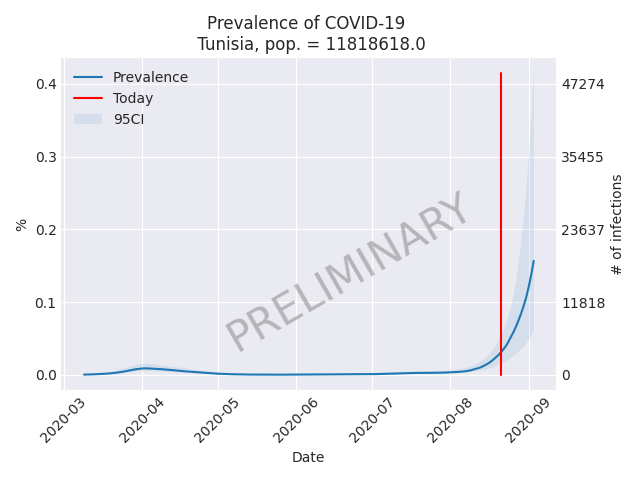 Prevalence of COVID-19
Tunisia, pop. = 11818618.0
Prevalence
Today
95CI
0.4
0.3
0.2
0.1
0.0
%
47274
35455
23637
11818
0
# of infections
PRELIMINARY
2020-03
2020-04
2020-05
2020-06
2020-07
2020-08
2020-09
Date